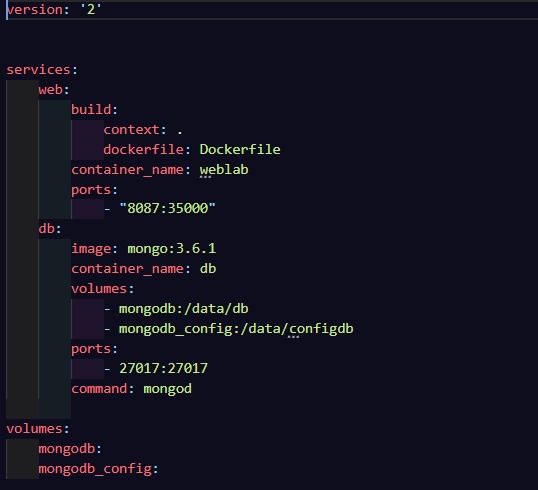 version: '2'
services:
    web:
        build:
            context: .
            dockerfile: Dockerfile
        container_name: weblab
        ports:
            - "8087:35000"
    db:
        image: mongo:3.6.1
        container_name: db
        volumes:
            - mongodb:/data/db
            - mongodb_config:/data/configdb
        ports:
            - 27017:27017
        command: mongod
volumes:
    mongodb:
    mongodb_config: